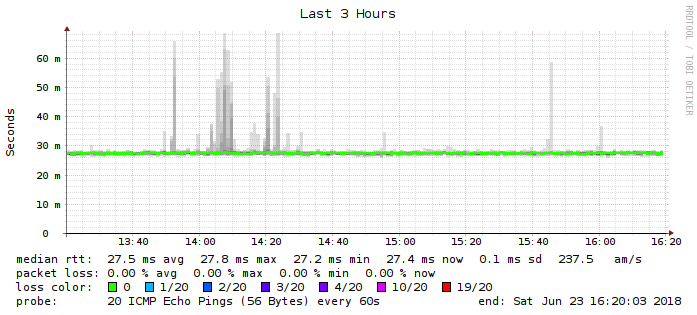 Last 3 Hours
RRDTOOL / TOBI OETIKER
Seconds
60 m
50 m
40 m
30 m
20 m
10 m
0
13:40 14:00 14:20 14:40 15:00 15:20 15:40 16:00 16:20
median rtt: 27.5 ms avg 27.8 ms max 27.2 ms min 27.4 ms now 0.1 ms sd 237.5 am/s
packet loss: 0.00 % avg 0.00 % max 0.00 % min 0.00 % now
loss color: 0 1/20 2/20 3/20 4/20 10/20 19/20
probe: 20 ICMP Echo Pings (56 Bytes) every 60s end: Sat Jun 23 16:20:03 2018